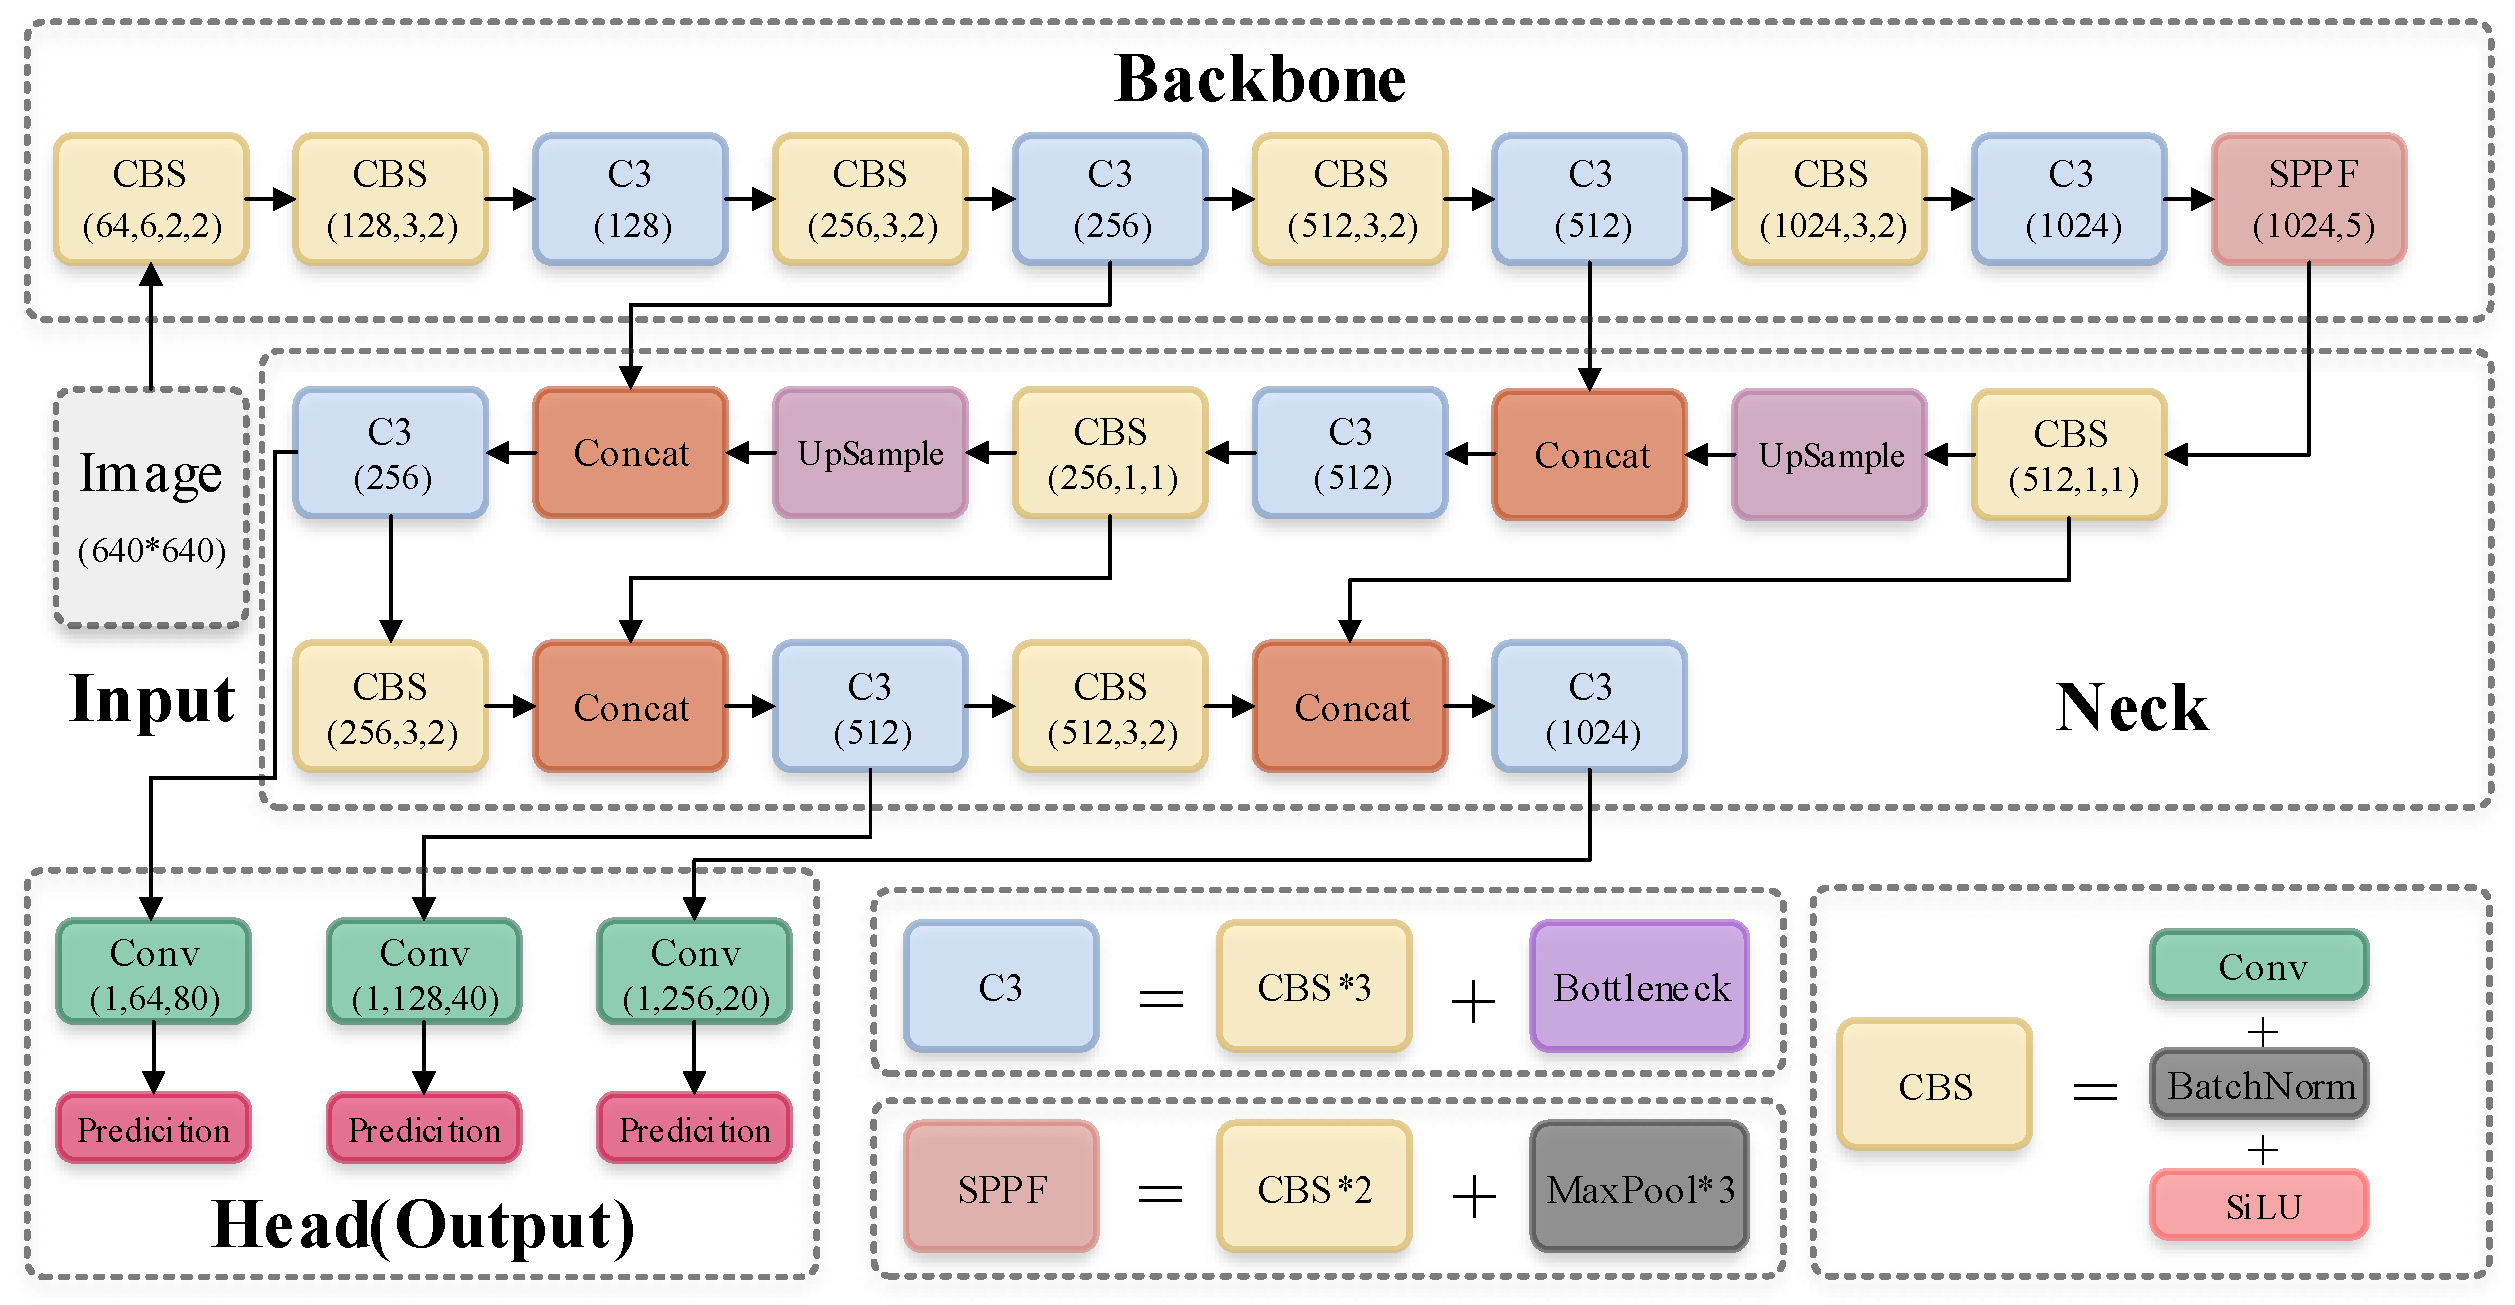 Backbone
CBS
(64,6,2,2)
CBS
(128,3,2)
C3
(128)
CBS
(256,3,2)
C3
(256)
CBS
(512,3,2)
C3
(512)
CBS
(1024,3,2)
C3
(1024)
SPPF
(1024,5)
Image
(640*640)
Input
C3
(256)
Concat
UpSample
CBS
(256,1,1)
C3
(512)
Concat
UpSample
CBS
(512,1,1)
CBS
(256,3,2)
Concat
C3
(512)
CBS
(512,3,2)
Concat
C3
(1024)
Neck
Conv
(1,64,80)
Conv
(1,128,40)
Conv
(1,256,20)
Predicition
Predicition
Predicition
Head(Output)
C3
=
CBS*3
+
Bottleneck
SPPF
=
CBS*2
+
MaxPool*3
CBS
=
Conv
+
BatchNorm
+
SiLU